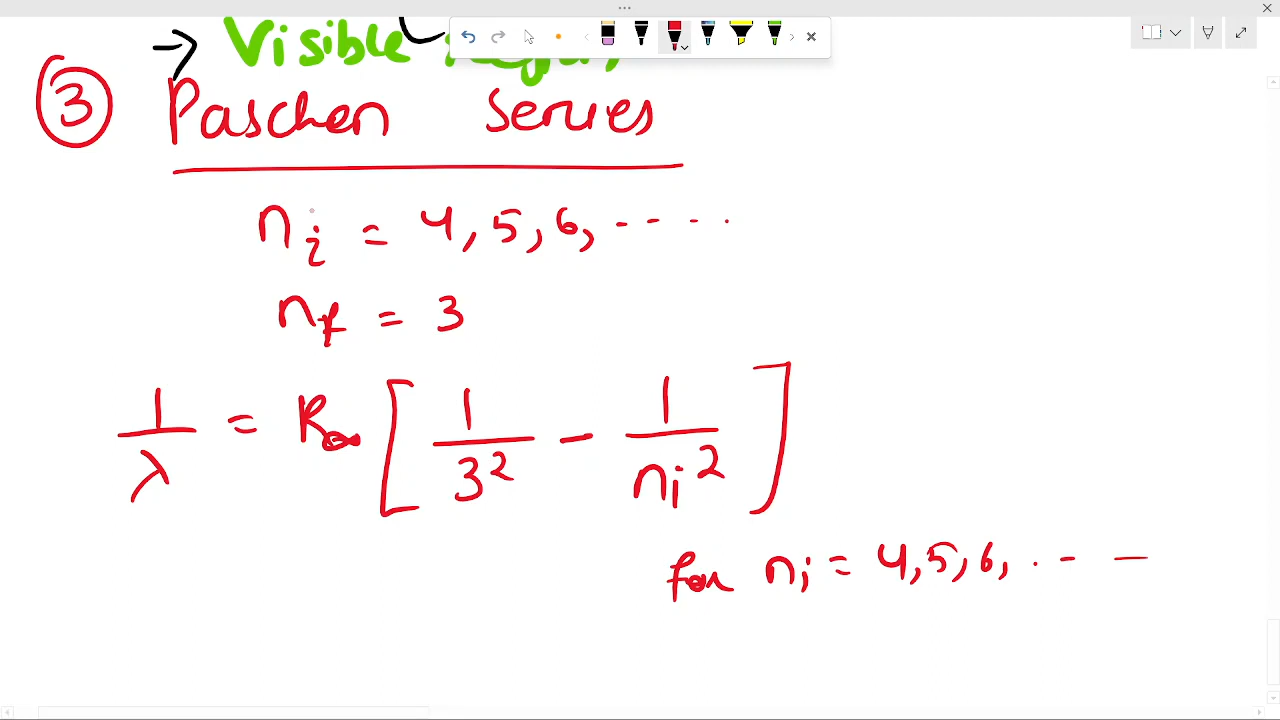 → Visible
③ Paschen Series
nᵢ = 4, 5, 6, ....
n_f = 3
1/λ = R∞ [ 1/3² - 1/nᵢ² ]
for nᵢ = 4, 5, 6, . - —